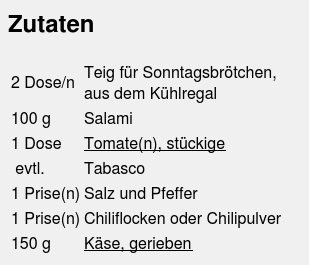 Zutaten
2 Dose/n Teig für Sonntagsbrötchen,
aus dem Kühlregal
100 g Salami
1 Dose Tomate(n), stückige
evtl. Tabasco
1 Prise(n) Salz und Pfeffer
1 Prise(n) Chiliflocken oder Chilipulver
150 g Käse, gerieben